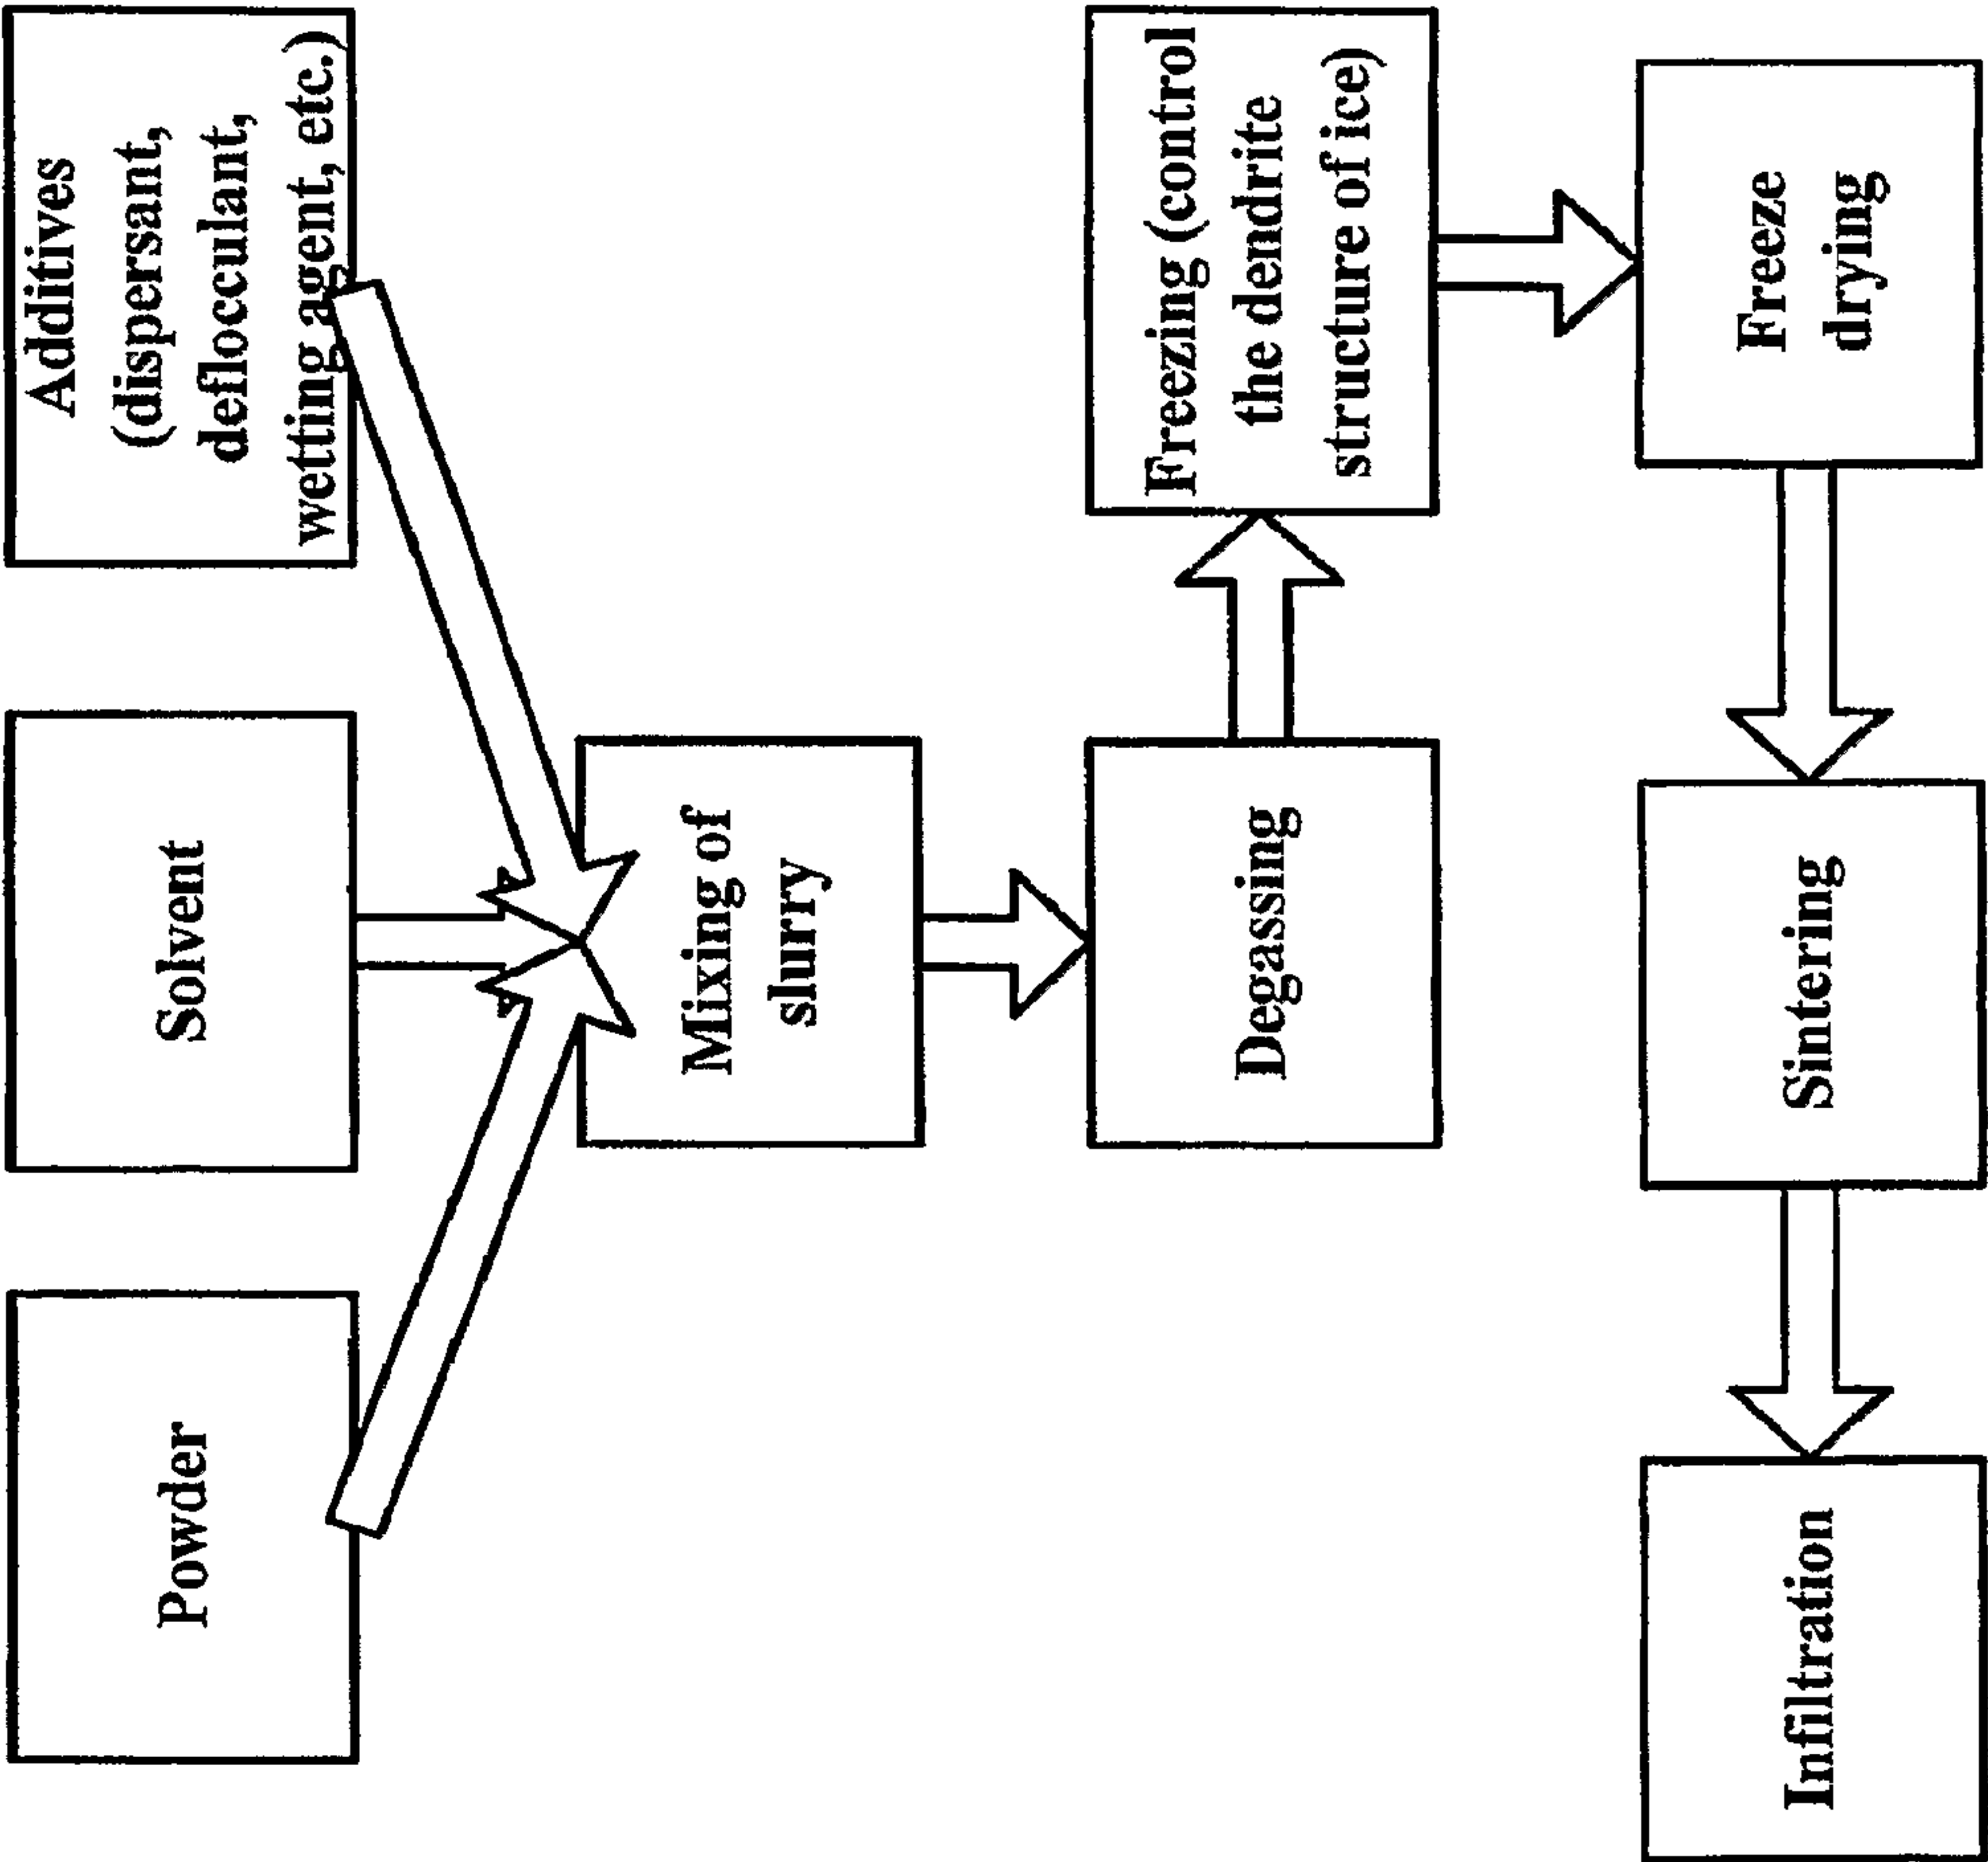 Powder
Solvent
Additives
(dispersant,
deflocculant,
wetting agent, etc.)
Mixing of
slurry
Degassing
Freezing (control
the dendrite
structure of ice)
Infiltration
Sintering
Freeze
drying